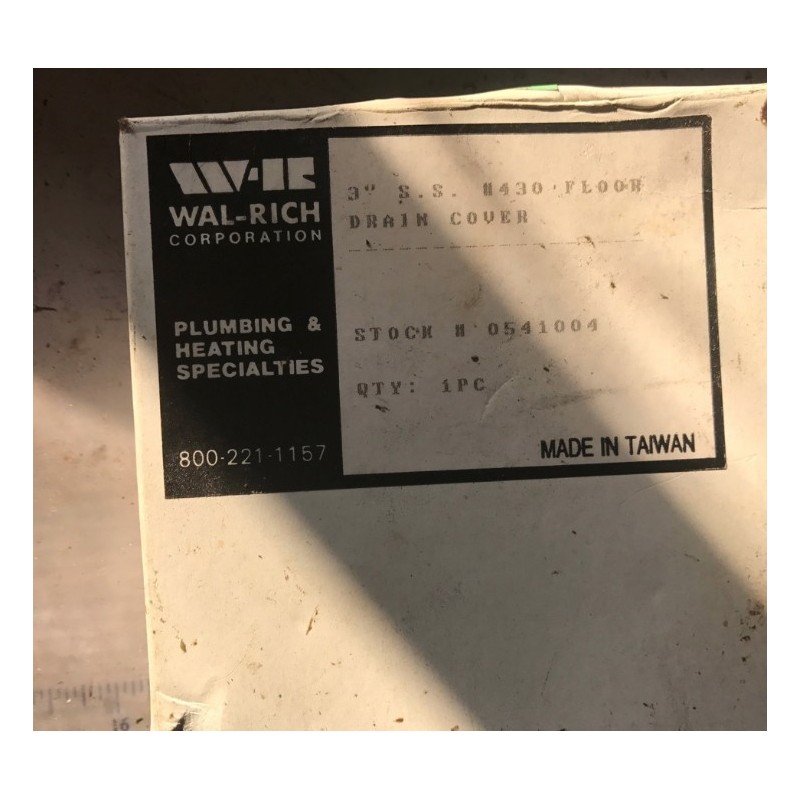 W-R
WAL-RICH
CORPORATION
PLUMBING &
HEATING
SPECIALTIES
800-221-1157
3" S.S. #430 FLOOR
DRAIN COVER
STOCK # 0541004
QTY: 1PC
MADE IN TAIWAN
16